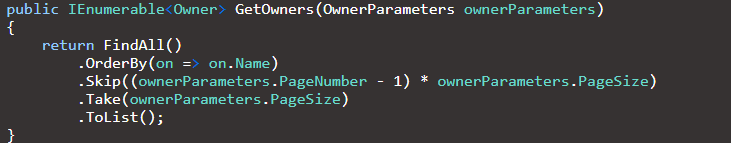 public IEnumerable<Owner> GetOwners(OwnerParameters ownerParameters)
{
    return FindAll()
        .OrderBy(on => on.Name)
        .Skip((ownerParameters.PageNumber - 1) * ownerParameters.PageSize)
        .Take(ownerParameters.PageSize)
        .ToList();
}